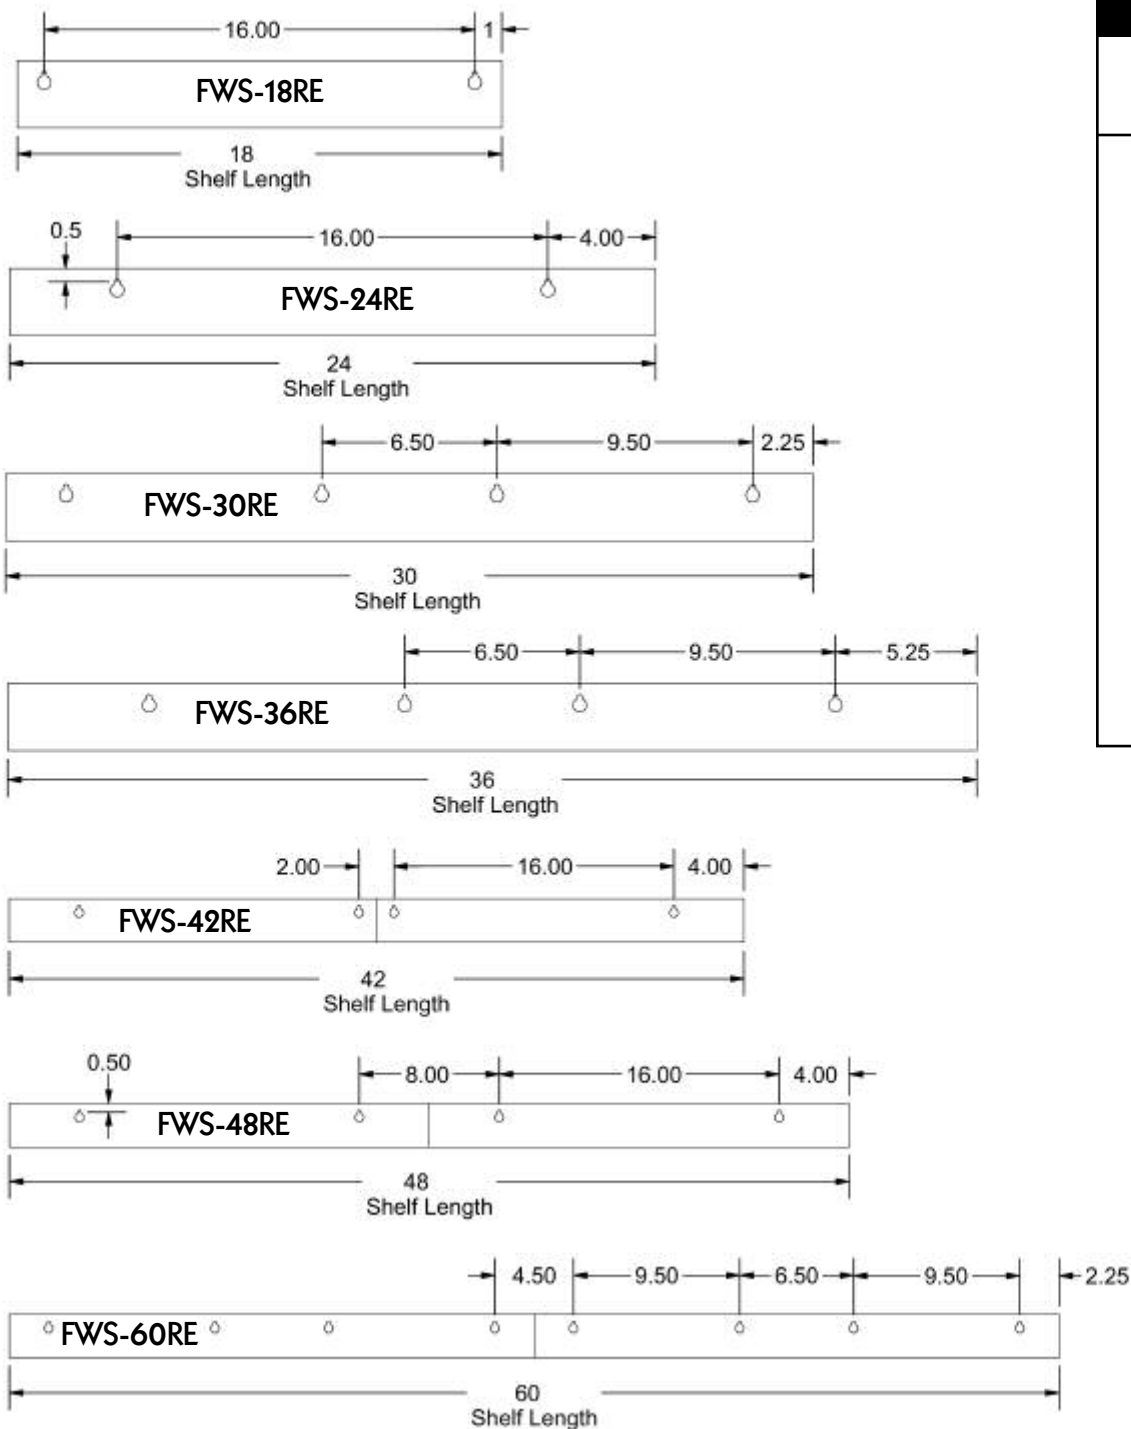 16.00 1
FWS-18RE
18
Shelf Length
0.5 16.00 4.00
FWS-24RE
24
Shelf Length
6.50 9.50 2.25
FWS-30RE
30
Shelf Length
6.50 9.50 5.25
FWS-36RE
36
Shelf Length
2.00 16.00 4.00
FWS-42RE
42
Shelf Length
0.50 8.00 16.00 4.00
FWS-48RE
48
Shelf Length
4.50 9.50 6.50 9.50 2.25
FWS-60RE
60
Shelf Length